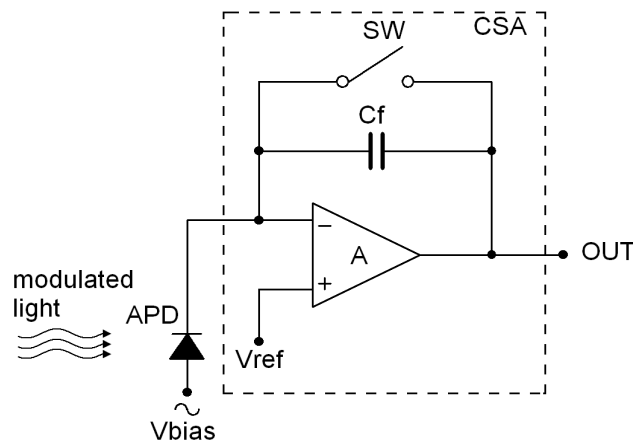 SW
CSA
Cf
−
A
+
OUT
modulated
light
APD
Vref
Vbias